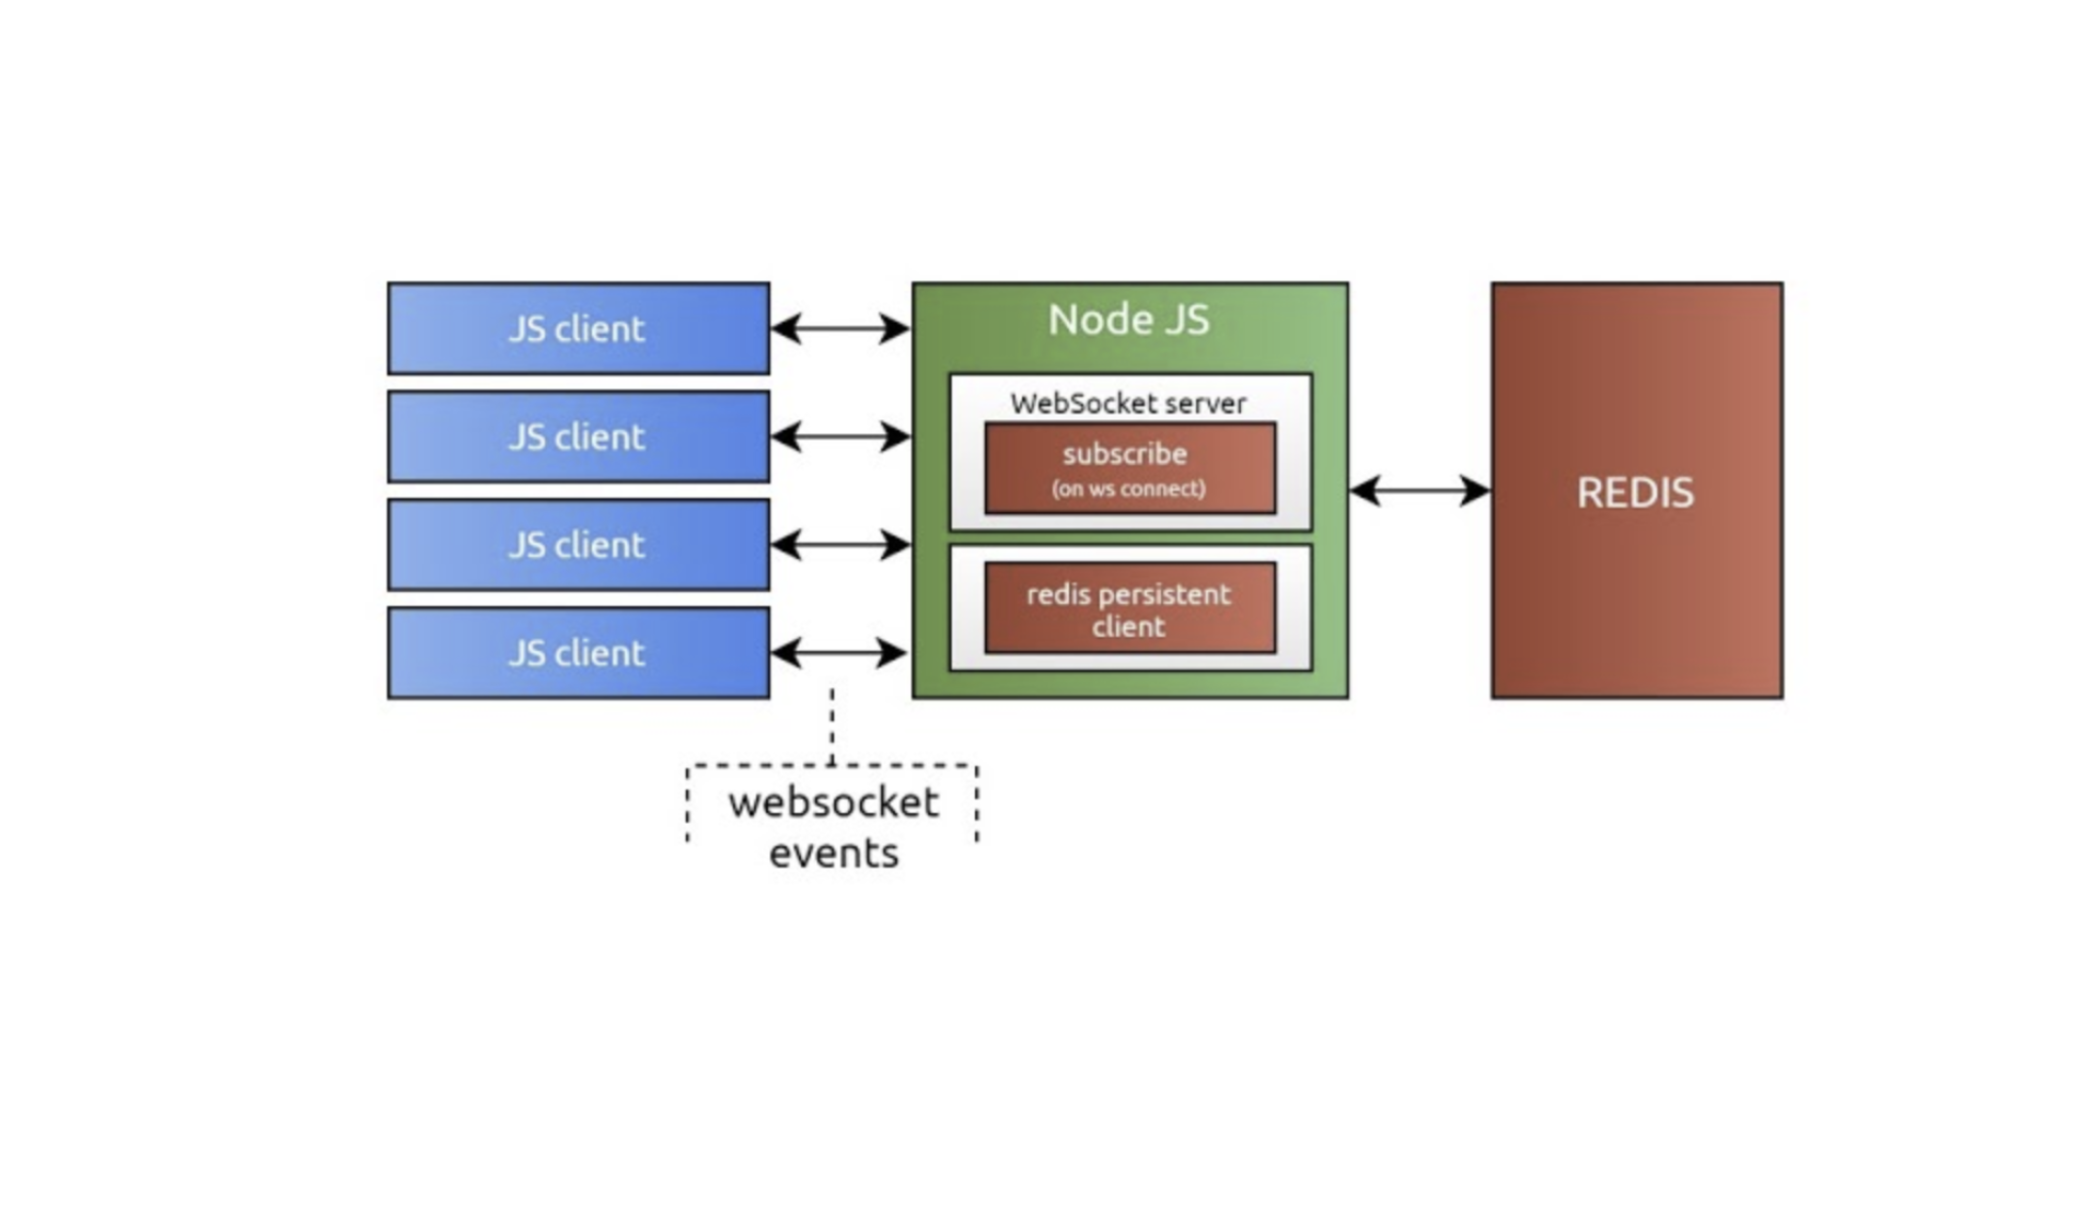 JS client
JS client
JS client
JS client
Node JS
WebSocket server
subscribe
(on ws connect)
redis persistent
client
REDIS
websocket
events